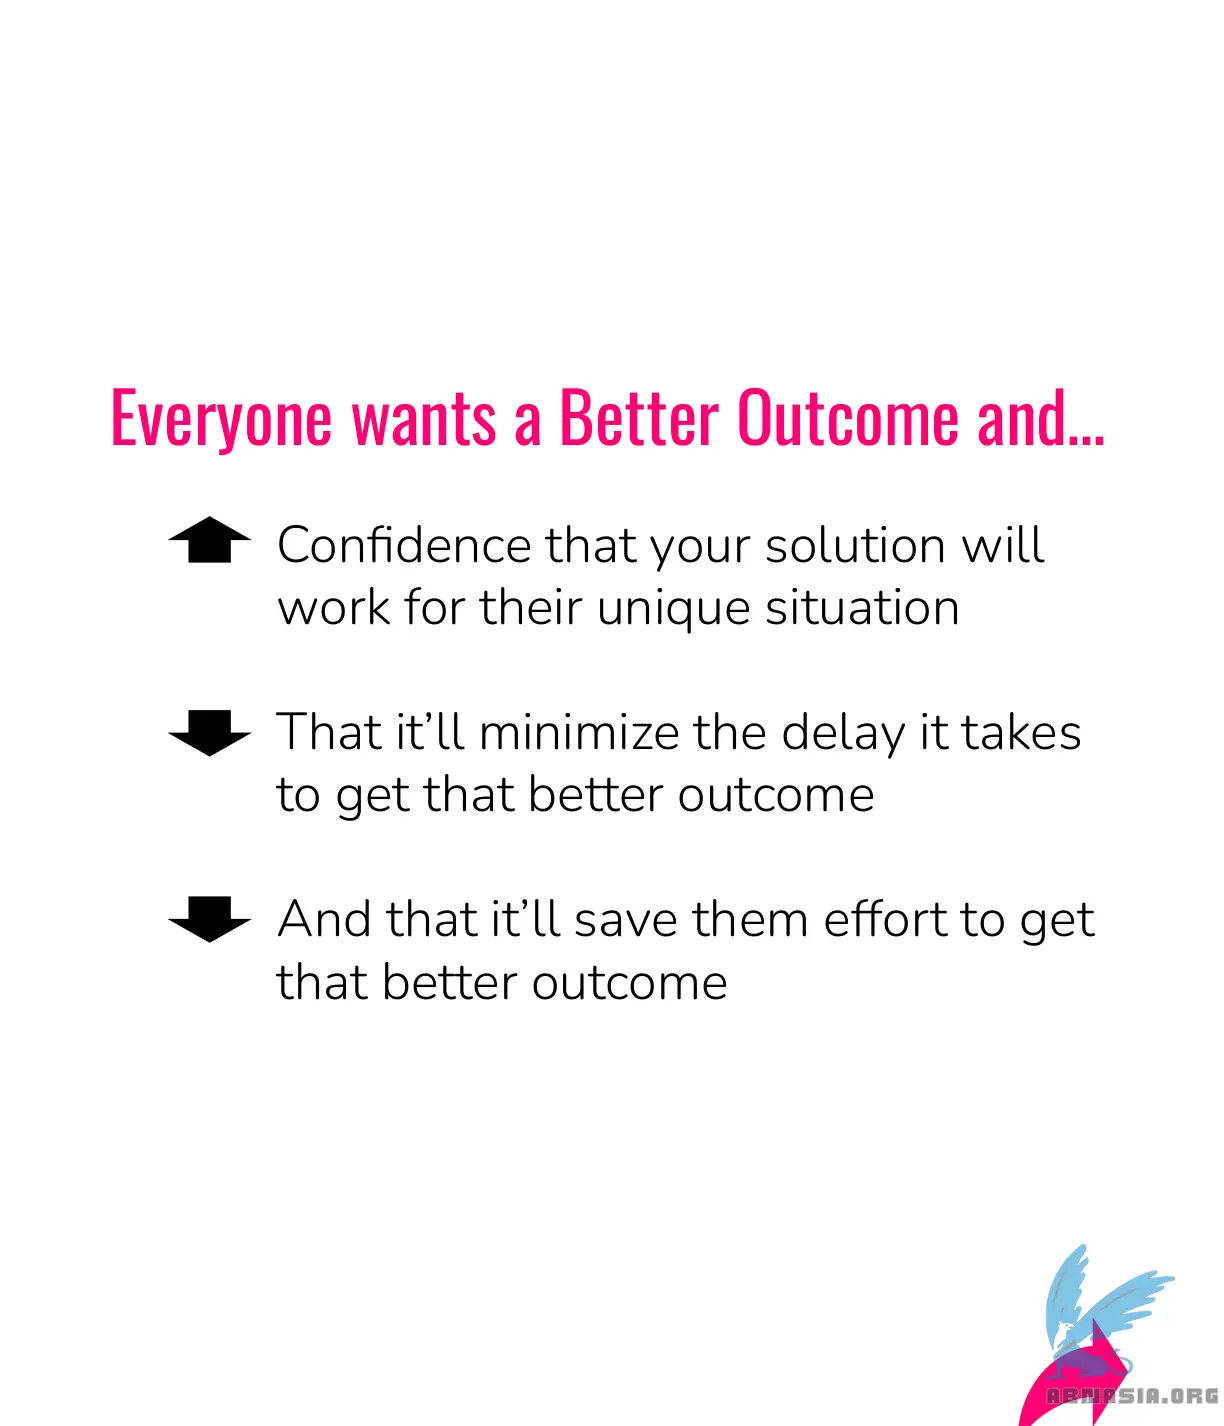 Everyone wants a Better Outcome and...
Confidence that your solution will
work for their unique situation
That it’ll minimize the delay it takes
to get that better outcome
And that it’ll save them effort to get
that better outcome
ABNASIA.ORG